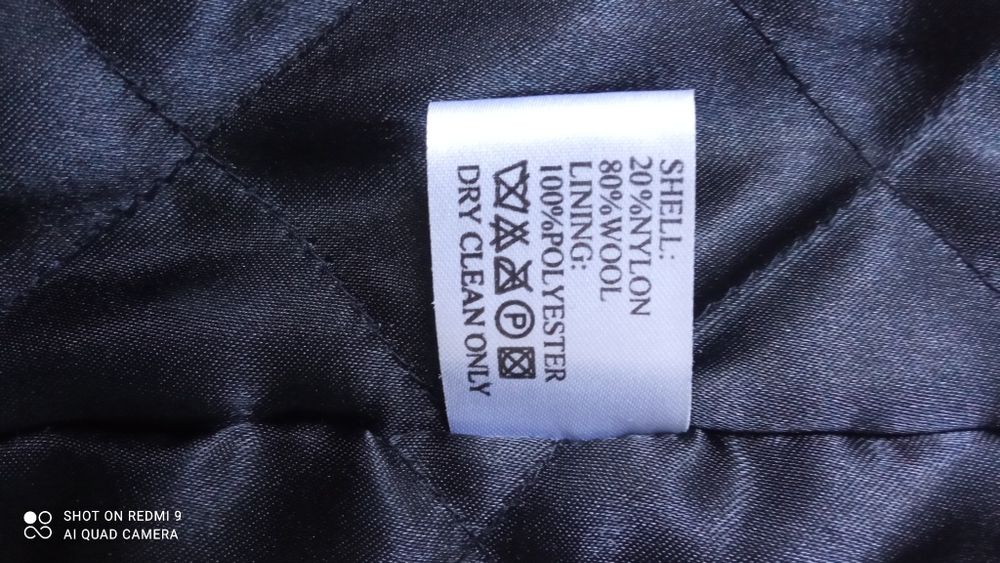 SHELL:
20%NYLON
80%WOOL
LINING:
100%POLYESTER
P
DRY CLEAN ONLY
SHOT ON REDMI 9
AI QUAD CAMERA